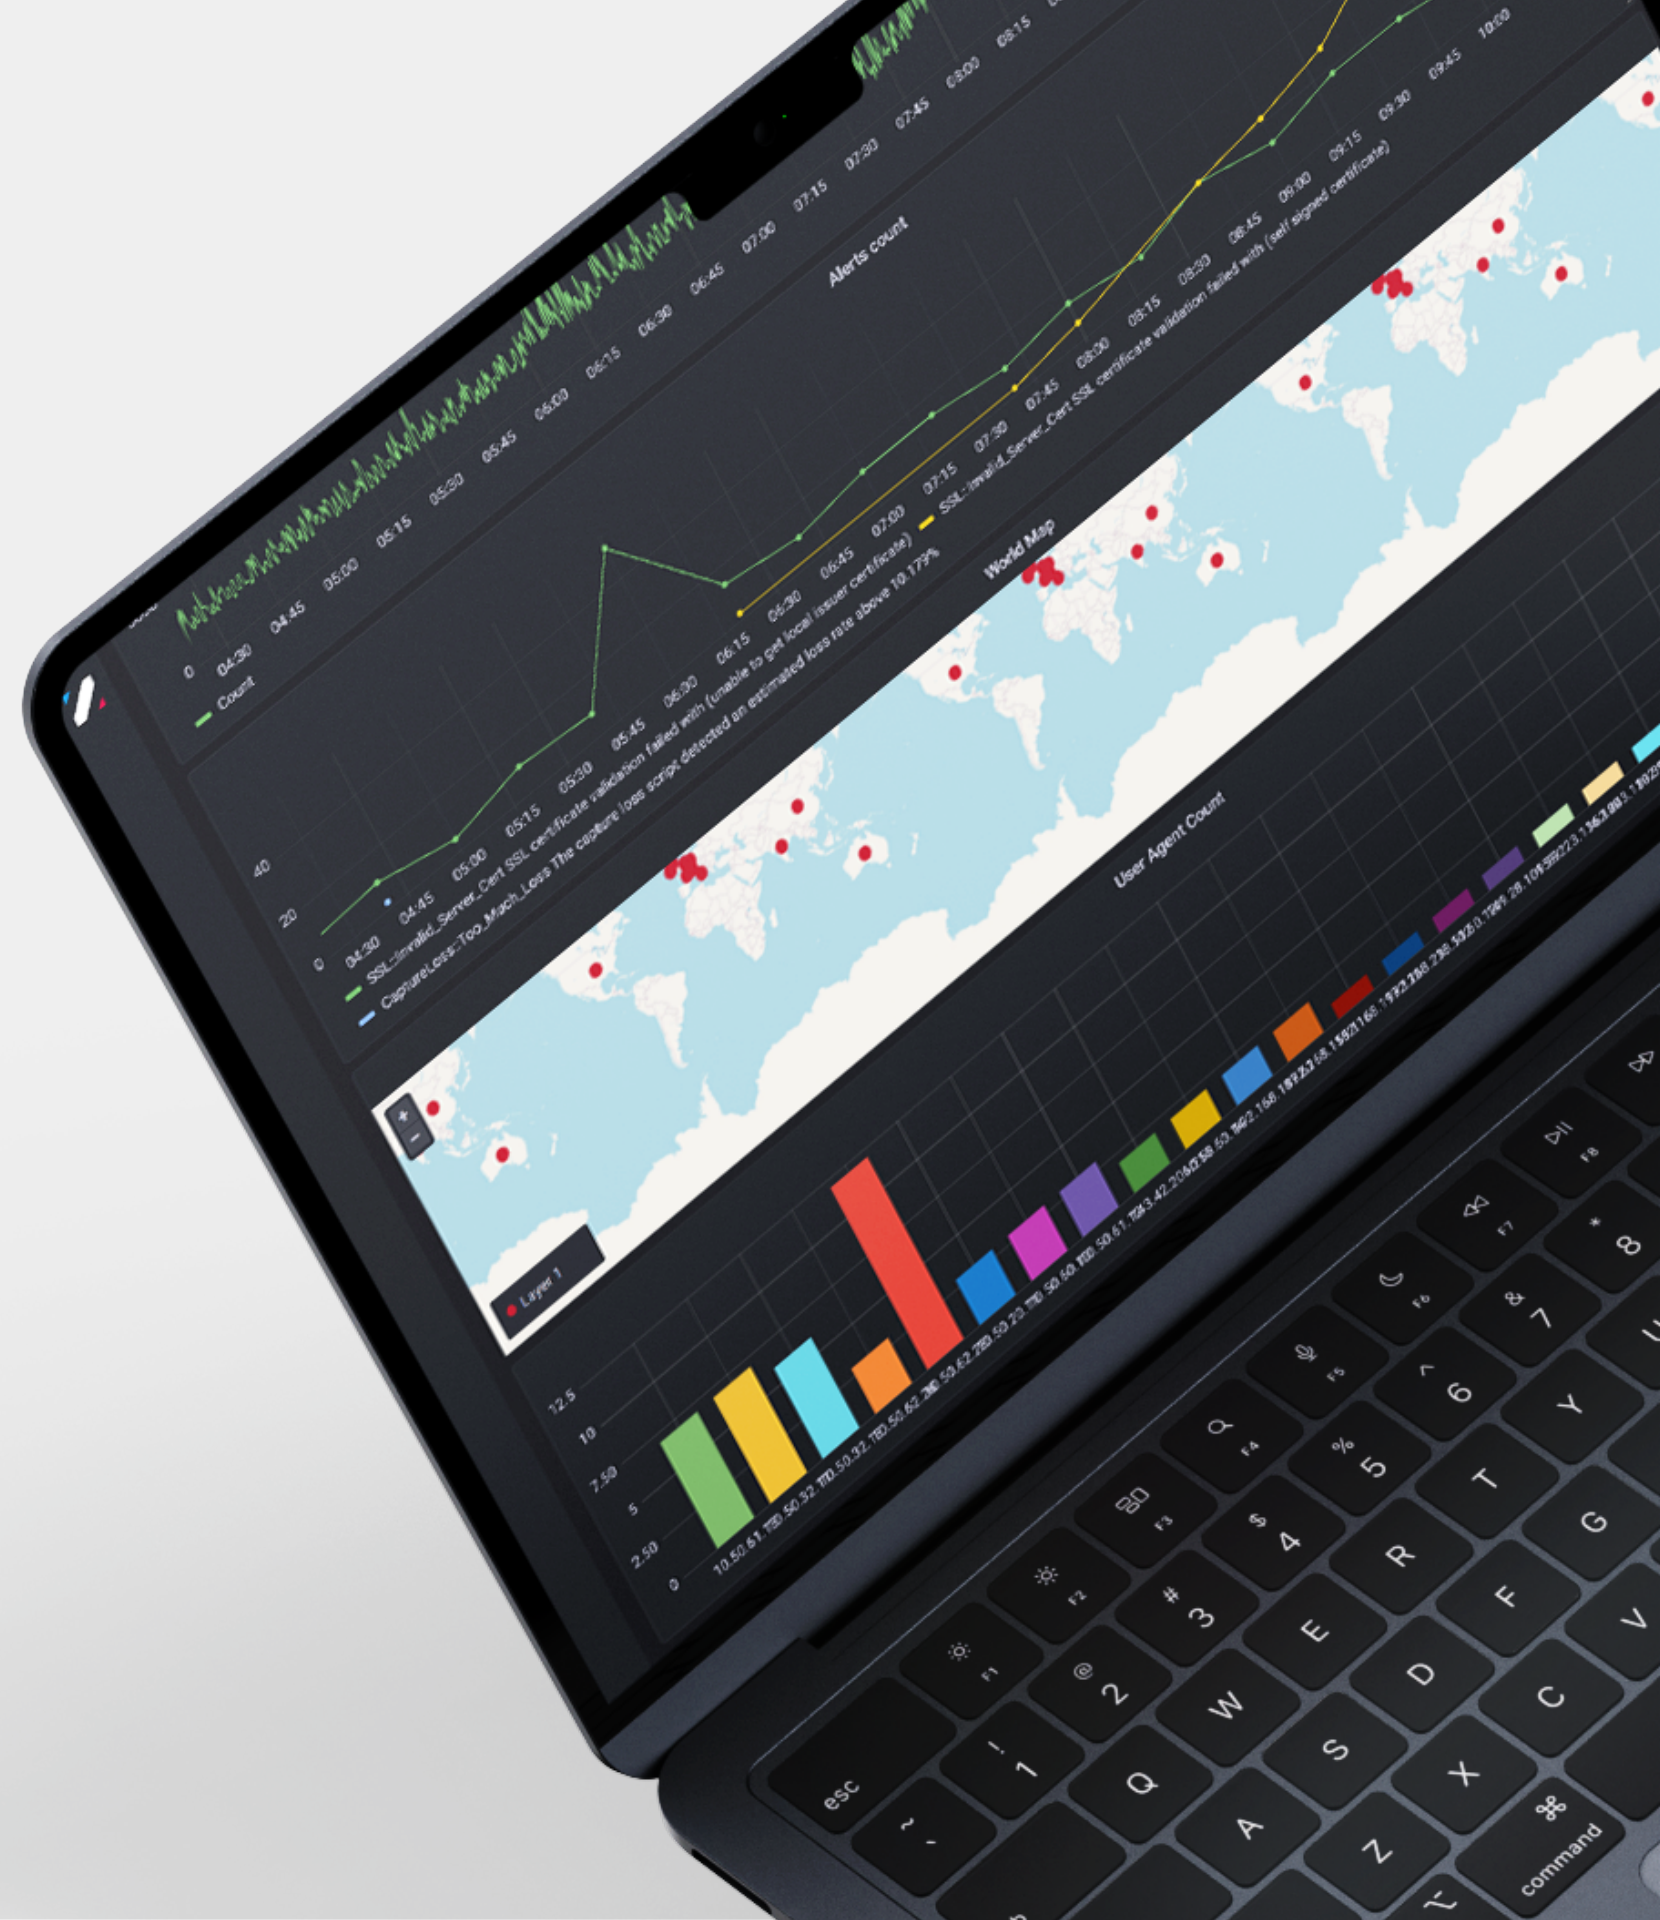 0
04:30
04:45
05:00
05:15
05:30
05:45
06:00
06:15
06:30
06:45
07:00
07:15
07:30
07:45
08:00
08:15
Count
Alerts count
40
20
0
04:30
04:45
05:00
05:15
05:30
05:45
06:00
06:15
06:30
06:45
07:00
07:15
07:30
07:45
08:00
08:15
08:30
08:45
09:00
09:15
09:30
09:45
10:00
SSL::Invalid_Server_Cert SSL certificate validation failed with (unable to get local issuer certificate)
SSL::Invalid_Server_Cert SSL certificate validation failed with (self signed certificate)
CaptureLoss::Too_Much_Loss The capture loss script detected an estimated loss rate above 10.179%
World Map
+
−
Layer 1
User Agent Count
12.5
10
7.50
5
2.50
0
esc
F1
F2
F3
F4
F5
F6
F7
F8
~ `
! 1
@ 2
# 3
$ 4
% 5
^ 6
& 7
* 8
Q
W
E
R
T
Y
U
A
S
D
F
G
Z
X
C
V
⌥
⌘
command